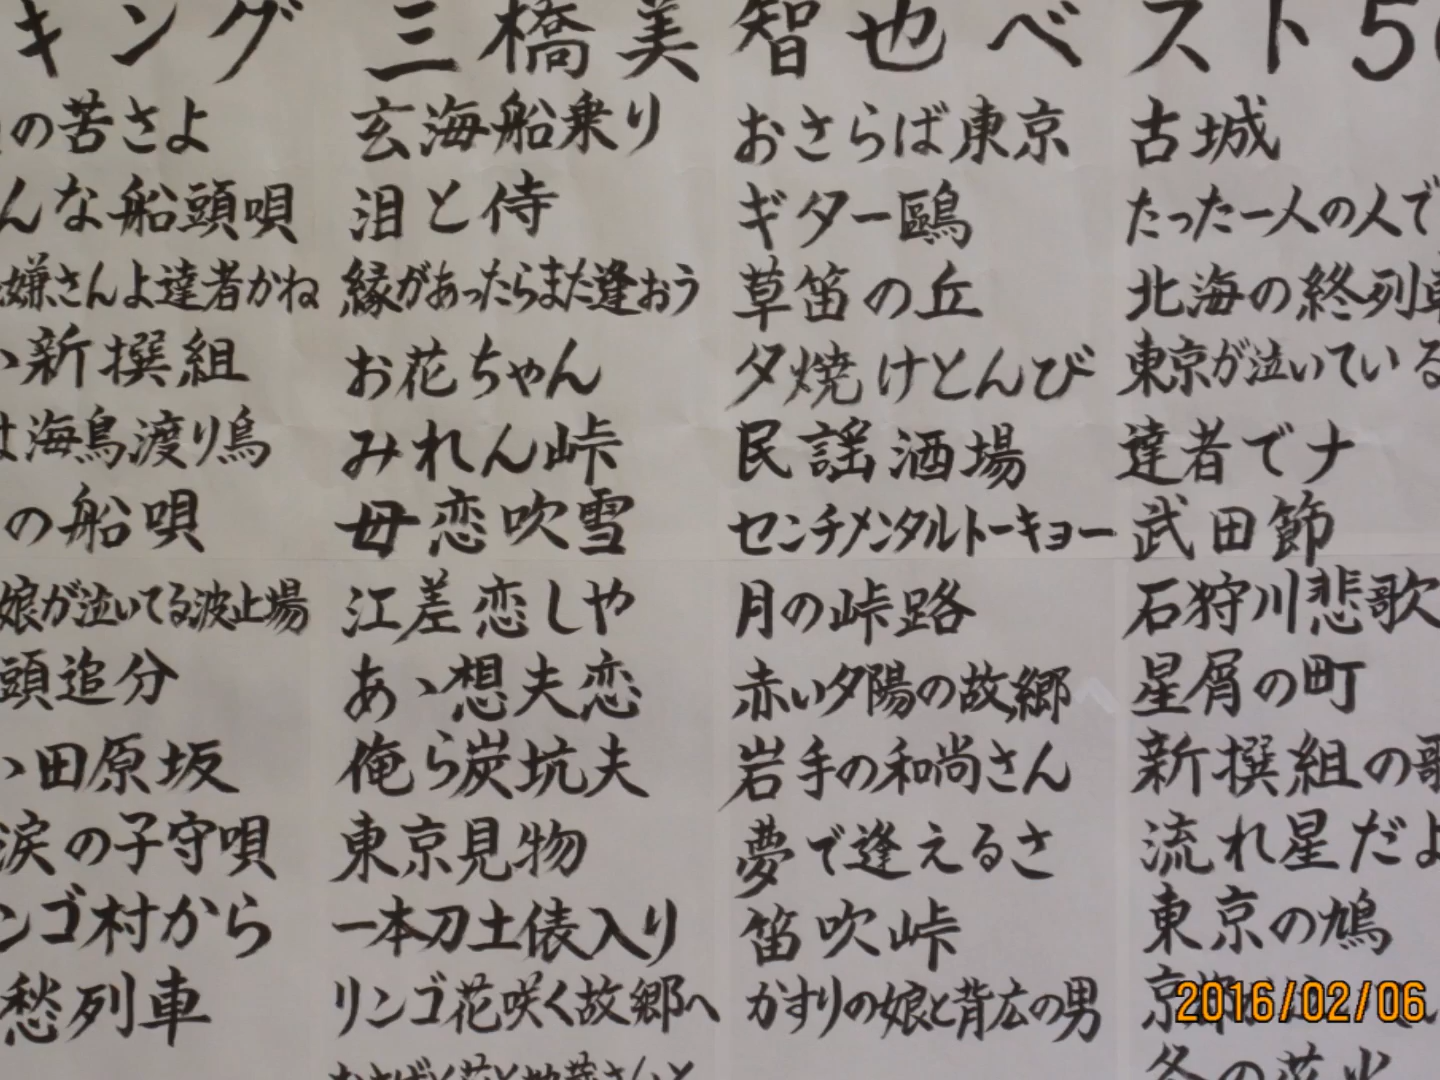 キング 三橋美智也ベスト50
の苦さよ
んな船頭唄
嫌さんよ達者かね
新撰組
は海鳥渡り鳥
の船唄
娘が泣いてる波止場
頭追分
田原坂
涙の子守唄
ンゴ村から
愁列車
玄海船乗り
泪と侍
縁があったらまた逢おう
お花ちゃん
みれん峠
母恋吹雪
江差恋しや
あゝ想夫恋
俺ら炭坑夫
東京見物
一本刀土俵入り
リンゴ花咲く故郷へ
おさらば東京
ギター鷗
草笛の丘
夕焼けとんび
民謡酒場
センチメンタルトーキョー
月の峠路
赤い夕陽の故郷
岩手の和尚さん
夢で逢えるさ
笛吹峠
かすりの娘と背広の男
古城
たった一人の人で
北海の終列車
東京が泣いている
達者でナ
武田節
石狩川悲歌
星屑の町
新撰組の歌
流れ星だよ
東京の鳩
2016/02/06